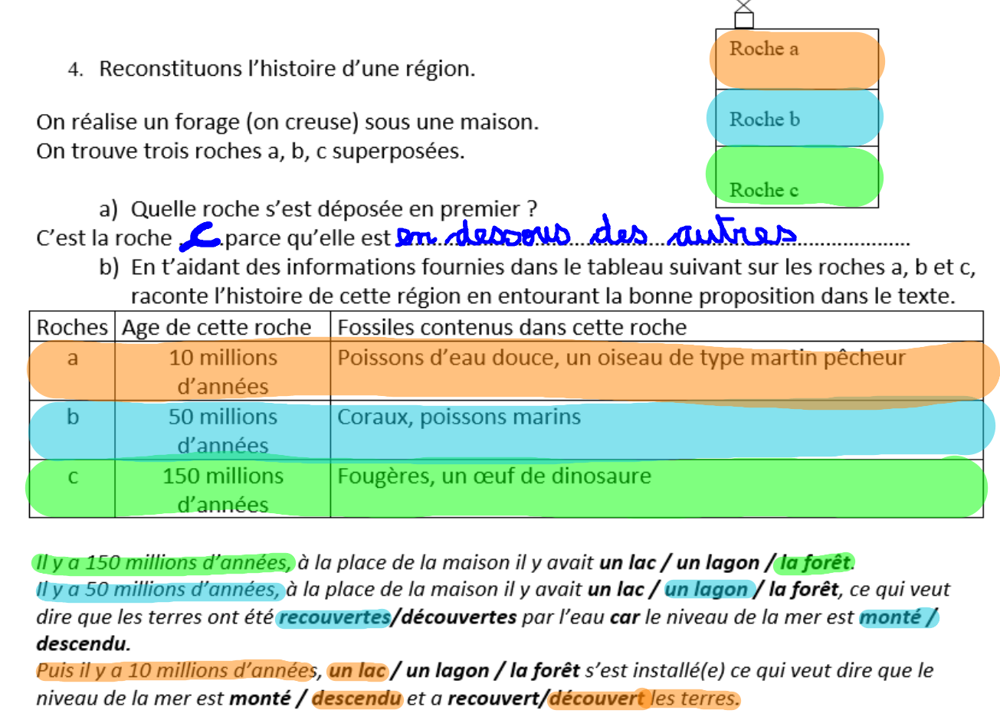 Roche a
4. Reconstituons l'histoire d'une région.
On réalise un forage (on creuse) sous une maison.
Roche b
On trouve trois roches a, b, c superposées.
Roche c
a) Quelle roche s'est déposée en premier ?
C'est la roche ..c..parce qu'elle est en dessous des autres
b) En t'aidant des informations fournies dans le tableau suivant sur les roches a, b et c,
raconte l'histoire de cette région en entourant la bonne proposition dans le texte.
Roches Age de cette roche Fossiles contenus dans cette roche
a 10 millions Poissons d'eau douce, un oiseau de type martin pêcheur
d'années
b 50 millions Coraux, poissons marins
d'années
c 150 millions Fougères, un œuf de dinosaure
d'années
Il y a 150 millions d'années, à la place de la maison il y avait un lac / un lagon / la forêt.
Il y a 50 millions d'années, à la place de la maison il y avait un lac / un lagon / la forêt, ce qui veut
dire que les terres ont été recouvertes/découvertes par l'eau car le niveau de la mer est monté /
descendu.
Puis il y a 10 millions d'années, un lac / un lagon / la forêt s'est installé(e) ce qui veut dire que le
niveau de la mer est monté / descendu et a recouvert/découvert les terres.